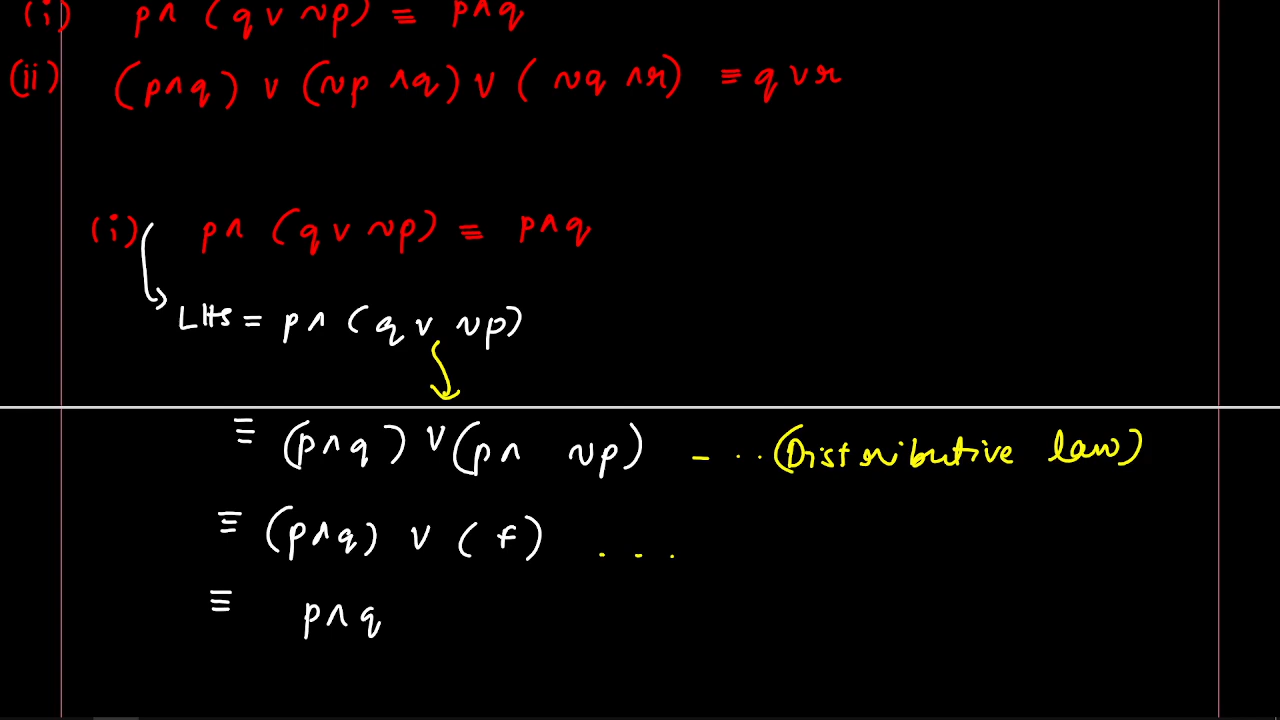 (i) p∧ (q ∨ ~p) ≡ p∧q
(ii) (p∧q) ∨ (~p ∧q) ∨ ( ~q ∧r) ≡ q ∨ r
(i) p∧ (q ∨ ~p) ≡ p∧q
LHS = p ∧ (q ∨ ~p)
≡ (p∧q) ∨ (p∧ ~p) - ·· (Distributive law)
≡ (p∧q) ∨ (f) ...
≡ p∧q